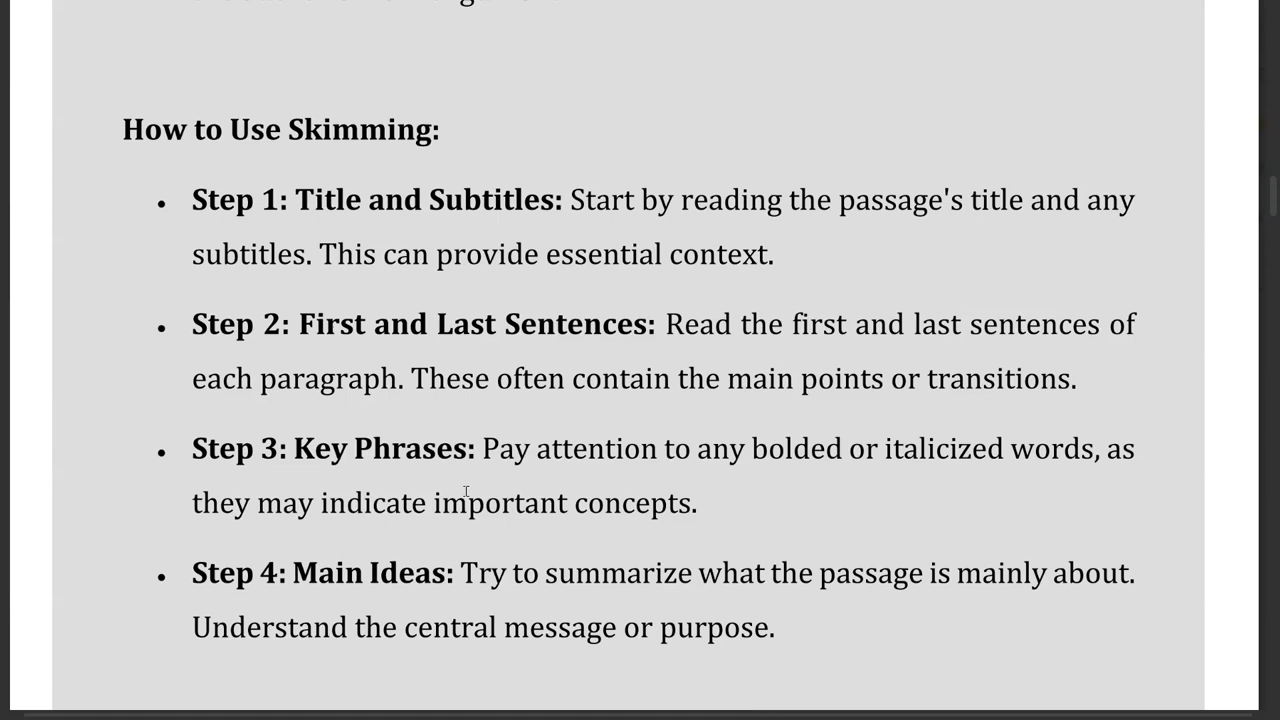 How to Use Skimming:
• Step 1: Title and Subtitles: Start by reading the passage's title and any
subtitles. This can provide essential context.
• Step 2: First and Last Sentences: Read the first and last sentences of
each paragraph. These often contain the main points or transitions.
• Step 3: Key Phrases: Pay attention to any bolded or italicized words, as
they may indicate important concepts.
• Step 4: Main Ideas: Try to summarize what the passage is mainly about.
Understand the central message or purpose.